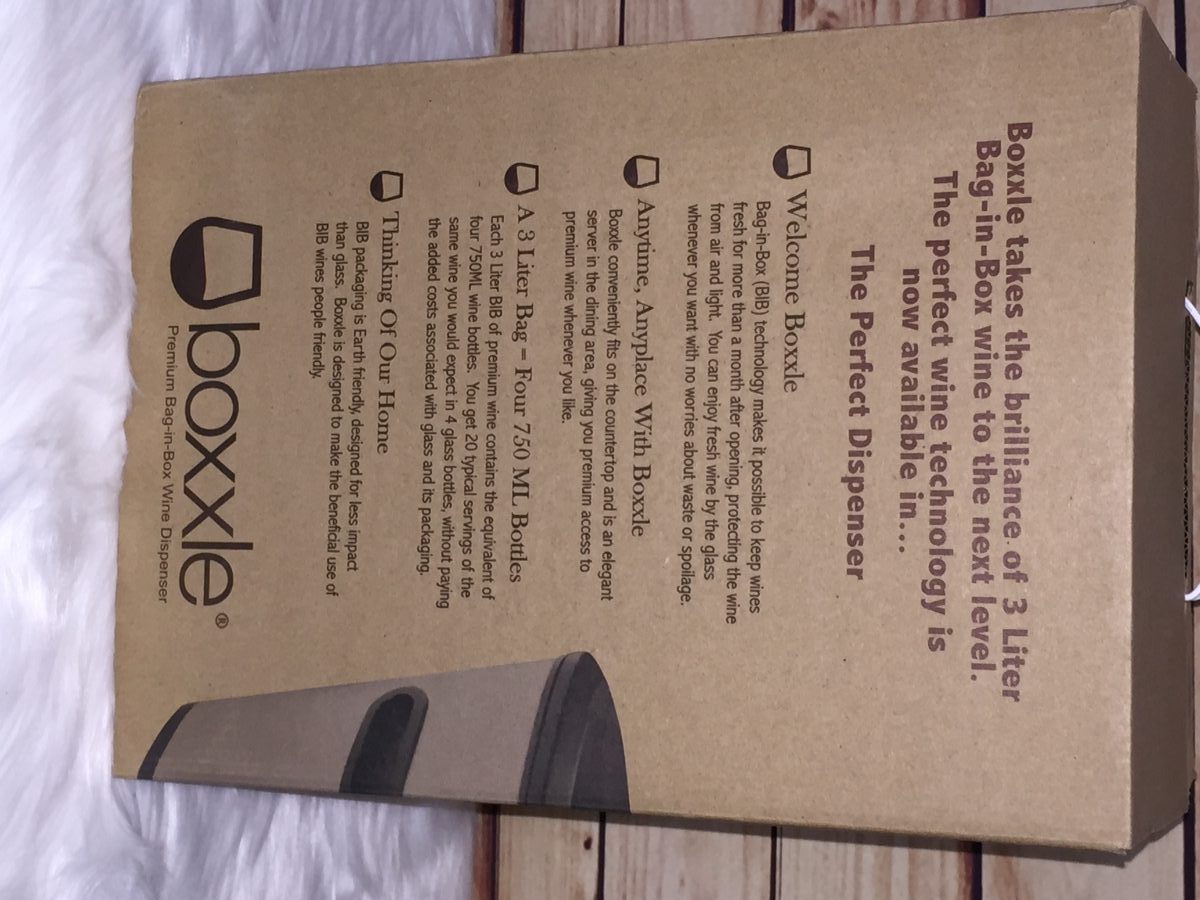 Boxxle takes the brilliance of 3 Liter
Bag-in-Box wine to the next level.
The perfect wine technology is
now available in...
The Perfect Dispenser
Welcome Boxxle
Bag-in-Box (BIB) technology makes it possible to keep wines
fresh for more than a month after opening, protecting the wine
from air and light. You can enjoy fresh wine by the glass
whenever you want with no worries about waste or spoilage.
Anytime, Anyplace With Boxxle
Boxxle conveniently fits on the countertop and is an elegant
server in the dining area, giving you premium access to
premium wine whenever you like.
A 3 Liter Bag = Four 750 ML Bottles
Each 3 Liter BIB of premium wine contains the equivalent of
four 750ML wine bottles. You get 20 typical servings of the
same wine you would expect in 4 glass bottles, without paying
the added costs associated with glass and its packaging.
Thinking Of Our Home
BIB packaging is Earth friendly, designed for less impact
than glass. Boxxle is designed to make the beneficial use of
BIB wines people friendly.
boxxle®
Premium Bag-in-Box Wine Dispenser